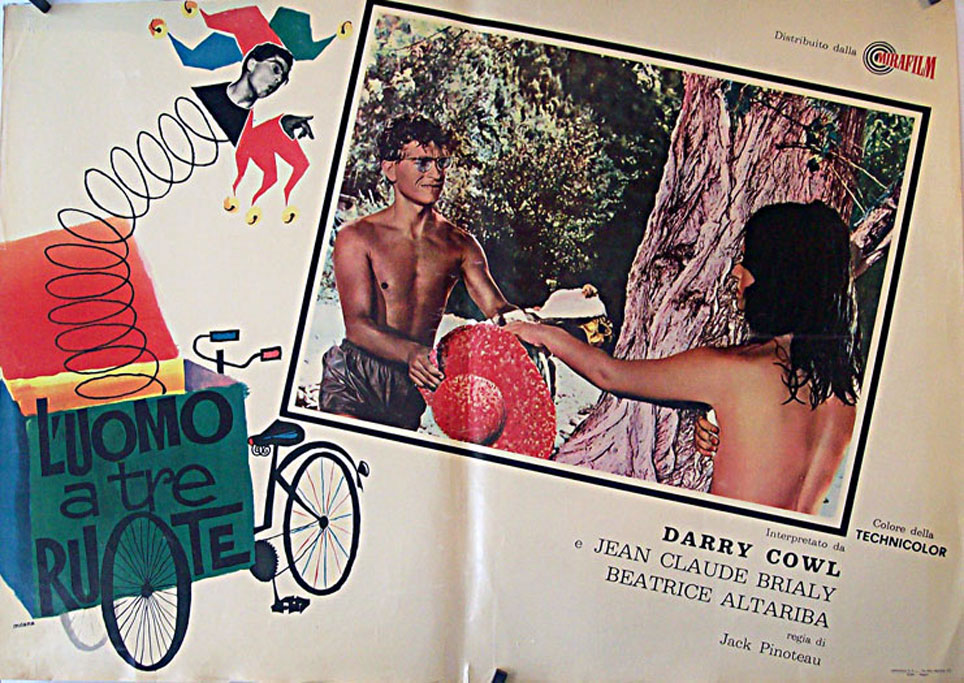 Distribuito dalla MIRAFILM
L'UOMO
a tre
RUOTE
milano
Interpretato da
DARRY COWL
e JEAN CLAUDE BRIALY
BEATRICE ALTARIBA
regia di
Jack Pinoteau
Colore della
TECHNICOLOR